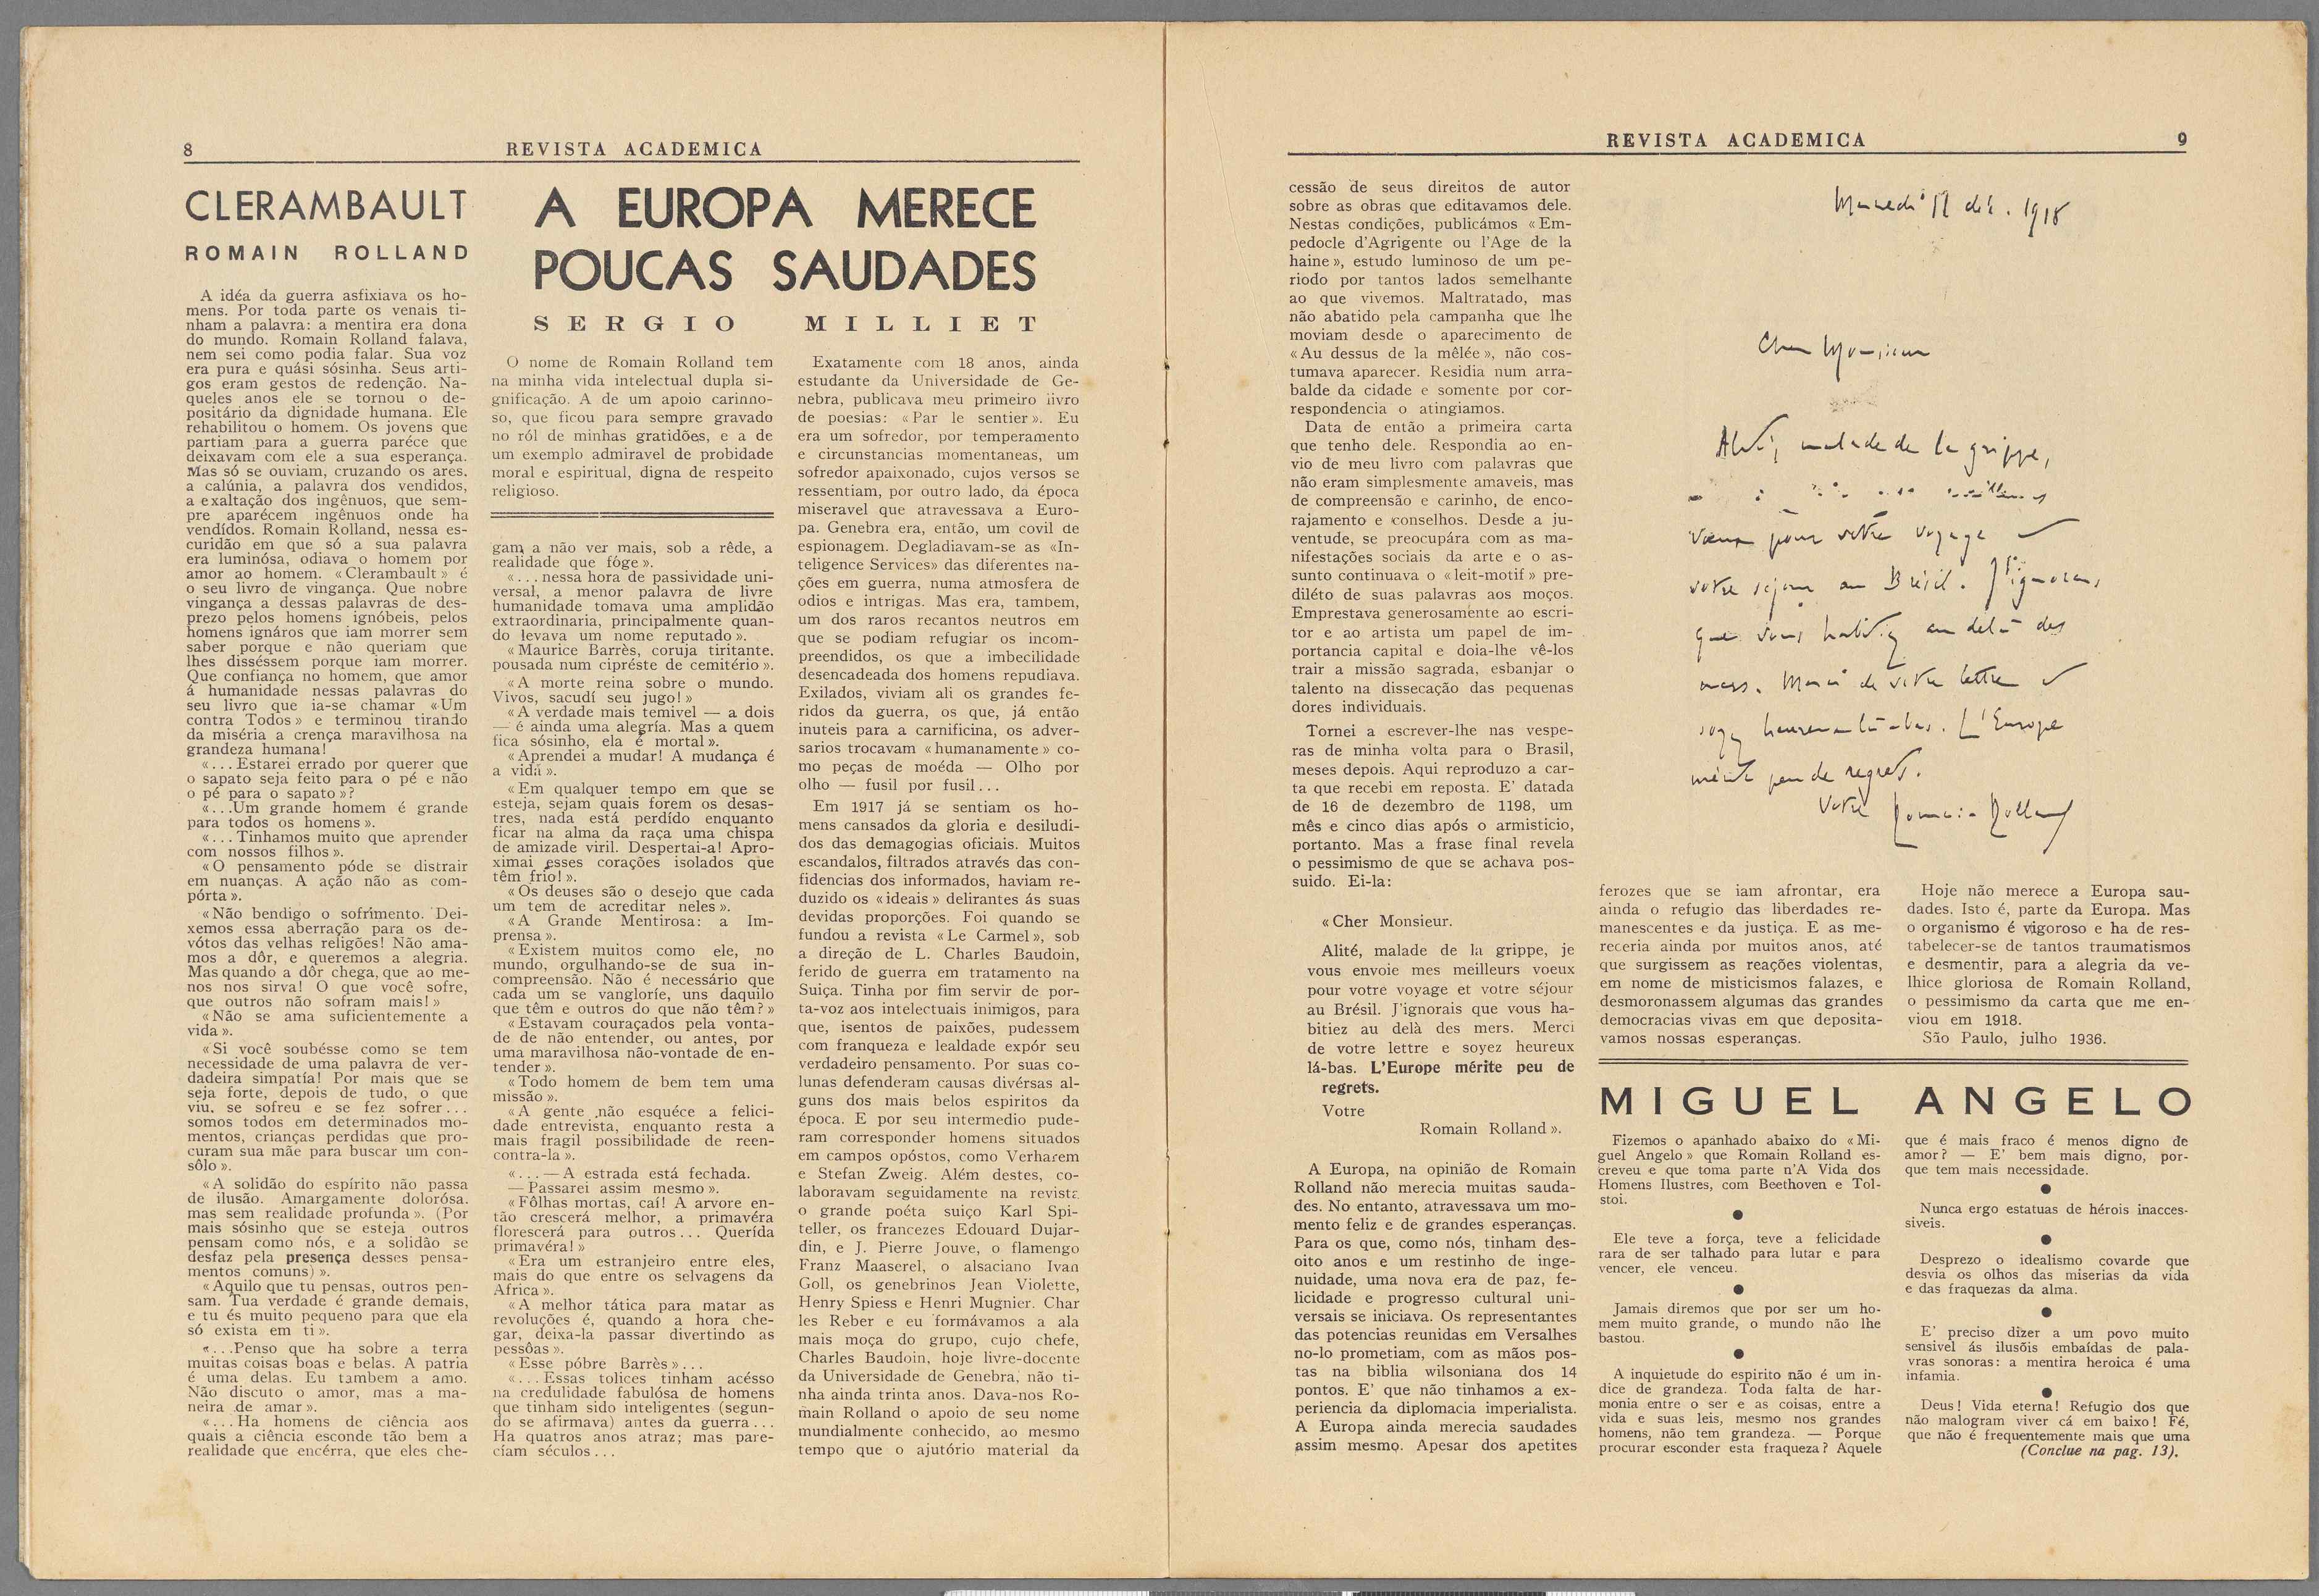 8
REVISTA ACADEMICA
CLERAMBAULT
ROMAIN ROLLAND
A idéa da guerra asfixiava os ho-
mens. Por toda parte os venais ti-
nham a palavra: a mentira era dona
do mundo. Romain Rolland falava,
nem sei como podia falar. Sua voz
era pura e quási sósinha. Seus arti-
gos eram gestos de redenção. Na-
queles anos ele se tornou o de-
positário da dignidade humana. Ele
rehabilitou o homem. Os jovens que
partiam para a guerra paréce que
deixavam com ele a sua esperança.
Mas só se ouviam, cruzando os ares,
a calúnia, a palavra dos vendidos,
a exaltação dos ingênuos, que sem-
pre aparécem ingênuos onde ha
vendídos. Romain Rolland, nessa es-
curidão em que só a sua palavra
era luminósa, odiava o homem por
amor ao homem. «Clerambault» é
o seu livro de vingança. Que nobre
vingança a dessas palavras de des-
prezo pelos homens ignóbeis, pelos
homens ignáros que iam morrer sem
saber porque e não queriam que
lhes disséssem porque iam morrer.
Que confiança no homem, que amor
á humanidade nessas palavras do
seu livro que ia-se chamar «Um
contra Todos» e terminou tirando
da miséria a crença maravilhosa na
grandeza humana!
«...Estarei errado por querer que
o sapato seja feito para o pé e não
o pé para o sapato»?
«...Um grande homem é grande
para todos os homens».
«...Tinhamos muito que aprender
com nossos filhos».
«O pensamento póde se distrair
em nuanças. A ação não as com-
pórta».
«Não bendigo o sofrímento. Dei-
xemos essa aberração para os de-
vótos das velhas religões! Não ama-
mos a dôr, e queremos a alegria.
Mas quando a dôr chega, que ao me-
nos nos sirva! O que você sofre,
que outros não sofram mais!»
«Não se ama suficientemente a
vida».
«Si você soubésse como se tem
necessidade de uma palavra de ver-
dadeira simpatía! Por mais que se
seja forte, depois de tudo, o que
viu, se sofreu e se fez sofrer...
somos todos em determinados mo-
mentos, crianças perdidas que pro-
curam sua mãe para buscar um con-
sôlo».
«A solidão do espírito não passa
de ilusão. Amargamente dolorósa.
mas sem realidade profunda». (Por
mais sósinho que se esteja outros
pensam como nós, e a solidão se
desfaz pela presença desses pensa-
mentos comuns)».
«Aquilo que tu pensas, outros pen-
sam. Tua verdade é grande demais,
e tu és muito pequeno para que ela
só exista em ti».
«...Penso que ha sobre a terra
muitas coisas boas e belas. A patria
é uma delas. Eu tambem a amo.
Não discuto o amor, mas a ma-
neira de amar».
«...Ha homens de ciência aos
quais a ciência esconde tão bem a
realidade que encérra, que eles che-
A EUROPA MERECE
POUCAS SAUDADES
SERGIO MILLIET
O nome de Romain Rolland tem
na minha vida intelectual dupla si-
gnificação. A de um apoio carinho-
so, que ficou para sempre gravado
no ról de minhas gratidões, e a de
um exemplo admiravel de probidade
moral e espiritual, digna de respeito
religioso.
gam a não ver mais, sob a rêde, a
realidade que fóge».
«...nessa hora de passividade uni-
versal, a menor palavra de livre
humanidade tomava uma amplidão
extraordinaria, principalmente quan-
do levava um nome reputado».
«Maurice Barrès, coruja tiritante.
pousada num cipréste de cemitério».
«A morte reina sobre o mundo.
Vivos, sacudí seu jugo!»
«A verdade mais temivel — a dois
— é ainda uma alegría. Mas a quem
fica sósinho, ela é mortal».
«Aprendei a mudar! A mudança é
a vida».
«Em qualquer tempo em que se
esteja, sejam quais forem os desas-
tres, nada está perdído enquanto
ficar na alma da raça uma chispa
de amizade viril. Despertai-a! Apro-
ximai esses corações isolados que
têm frio!».
«Os deuses são o desejo que cada
um tem de acreditar neles».
«A Grande Mentirosa: a Im-
prensa».
«Existem muitos como ele, no
mundo, orgulhando-se de sua in-
compreensão. Não é necessário que
cada um se vangloríe, uns daquilo
que têm e outros do que não têm?»
«Estavam couraçados pela vonta-
de de não entender, ou antes, por
uma maravilhosa não-vontade de en-
tender».
«Todo homem de bem tem uma
missão».
«A gente não esquéce a felici-
dade entrevista, enquanto resta a
mais fragil possibilidade de reen-
contra-la».
«...—A estrada está fechada.
—Passarei assim mesmo».
«Fôlhas mortas, caí! A arvore en-
tão crescerá melhor, a primavéra
florescerá para outros... Querída
primavéra!»
«Era um estranjeiro entre eles,
mais do que entre os selvagens da
Africa».
«A melhor tática para matar as
revoluções é, quando a hora che-
gar, deixa-la passar divertindo as
pessôas».
«Esse póbre Barrès»...
«...Essas tolices tinham acésso
na credulidade fabulósa de homens
que tinham sido inteligentes (segun-
do se afirmava) antes da guerra...
Ha quatros anos atraz; mas pare-
cíam séculos...
Exatamente com 18 anos, ainda
estudante da Universidade de Ge-
nebra, publicava meu primeiro livro
de poesias: «Par le sentier». Eu
era um sofredor, por temperamento
e circunstancias momentaneas, um
sofredor apaixonado, cujos versos se
ressentiam, por outro lado, da época
miseravel que atravessava a Euro-
pa. Genebra era, então, um covil de
espionagem. Degladiavam-se as «In-
teligence Services» das diferentes na-
ções em guerra, numa atmosfera de
odios e intrigas. Mas era, tambem,
um dos raros recantos neutros em
que se podiam refugiar os incom-
preendidos, os que a imbecilidade
desencadeada dos homens repudiava.
Exilados, viviam ali os grandes fe-
ridos da guerra, os que, já então
inuteis para a carnificina, os adver-
sarios trocavam «humanamente» co-
mo peças de moéda — Olho por
olho — fusil por fusil...
Em 1917 já se sentiam os ho-
mens cansados da gloria e desiludi-
dos das demagogias oficiais. Muitos
escandalos, filtrados através das con-
fidencias dos informados, haviam re-
duzido os «ideais» delirantes ás suas
devidas proporções. Foi quando se
fundou a revista «Le Carmel», sob
a direção de L. Charles Baudoin,
ferido de guerra em tratamento na
Suiça. Tinha por fim servir de por-
ta-voz aos intelectuais inimigos, para
que, isentos de paixões, pudessem
com franqueza e lealdade expór seu
verdadeiro pensamento. Por suas co-
lunas defenderam causas divérsas al-
guns dos mais belos espiritos da
época. E por seu intermedio pude-
ram corresponder homens situados
em campos opóstos, como Verharem
e Stefan Zweig. Além destes, co-
laboravam seguidamente na revista
o grande poéta suiço Karl Spi-
teller, os francezes Edouard Dujar-
din, e J. Pierre Jouve, o flamengo
Franz Maaserel, o alsaciano Ivan
Goll, os genebrinos Jean Violette,
Henry Spiess e Henri Mugnier. Char
les Reber e eu formávamos a ala
mais moça do grupo, cujo chefe,
Charles Baudoin, hoje livre-docente
da Universidade de Genebra, não ti-
nha ainda trinta anos. Dava-nos Ro-
main Rolland o apoio de seu nome
mundialmente conhecido, ao mesmo
tempo que o ajutório material da
REVISTA ACADEMICA
9
cessão de seus direitos de autor
sobre as obras que editavamos dele.
Nestas condições, publicámos «Em-
pedocle d'Agrigente ou l'Age de la
haine», estudo luminoso de um pe-
riodo por tantos lados semelhante
ao que vivemos. Maltratado, mas
não abatido pela campanha que lhe
moviam desde o aparecimento de
«Au dessus de la mêlée», não cos-
tumava aparecer. Residia num arra-
balde da cidade e somente por cor-
respondencia o atingiamos.
Data de então a primeira carta
que tenho dele. Respondia ao en-
vio de meu livro com palavras que
não eram simplesmente amaveis, mas
de compreensão e carinho, de enco-
rajamento e conselhos. Desde a ju-
ventude, se preocupára com as ma-
nifestações sociais da arte e o as-
sunto continuava o «leit-motif» pre-
diléto de suas palavras aos moços.
Emprestava generosamente ao escri-
tor e ao artista um papel de im-
portancia capital e doia-lhe vê-los
trair a missão sagrada, esbanjar o
talento na dissecação das pequenas
dores individuais.
Tornei a escrever-lhe nas vespe-
ras de minha volta para o Brasil,
meses depois. Aqui reproduzo a car-
ta que recebi em reposta. E' datada
de 16 de dezembro de 1198, um
mês e cinco dias após o armisticio,
portanto. Mas a frase final revela
o pessimismo de que se achava pos-
suido. Ei-la:
«Cher Monsieur.
Alité, malade de la grippe, je
vous envoie mes meilleurs voeux
pour votre voyage et votre séjour
au Brésil. J'ignorais que vous ha-
bitiez au delà des mers. Merci
de votre lettre et soyez heureux
lá-bas. L'Europe mérite peu de
regrets.
Votre
Romain Rolland».
A Europa, na opinião de Romain
Rolland não merecia muitas sauda-
des. No entanto, atravessava um mo-
mento feliz e de grandes esperanças.
Para os que, como nós, tinham des-
oito anos e um restinho de inge-
nuidade, uma nova era de paz, fe-
licidade e progresso cultural uni-
versais se iniciava. Os representantes
das potencias reunidas em Versalhes
no-lo prometiam, com as mãos pos-
tas na biblia wilsoniana dos 14
pontos. E' que não tinhamos a ex-
periencia da diplomacia imperialista.
A Europa ainda merecia saudades
assim mesmo. Apesar dos apetites
déc. 1918
Cher Monsieur
Alité, malade de la grippe,
voeux pour votre voyage et
votre séjour au Brésil. J'ignorais
que vous habitiez au delà des
mers. Merci de votre lettre et
soyez heureux là-bas. L'Europe
mérite peu de regrets.
Votre Romain Rolland
ferozes que se iam afrontar, era
ainda o refugio das liberdades re-
manescentes e da justiça. E as me-
receria ainda por muitos anos, até
que surgissem as reações violentas,
em nome de misticismos falazes, e
desmoronassem algumas das grandes
democracias vivas em que deposita-
vamos nossas esperanças.
Hoje não merece a Europa sau-
dades. Isto é, parte da Europa. Mas
o organismo é vigoroso e ha de res-
tabelecer-se de tantos traumatismos
e desmentir, para a alegria da ve-
lhice gloriosa de Romain Rolland,
o pessimismo da carta que me en-
viou em 1918.
São Paulo, julho 1936.
MIGUEL ANGELO
Fizemos o apanhado abaixo do «Mi-
guel Angelo» que Romain Rolland es-
creveu e que toma parte n'A Vida dos
Homens Ilustres, com Beethoven e Tol-
stoi.
Ele teve a força, teve a felicidade
rara de ser talhado para lutar e para
vencer, ele venceu.
Jamais diremos que por ser um ho-
mem muito grande, o mundo não lhe
bastou.
A inquietude do espirito não é um in-
dice de grandeza. Toda falta de har-
monia entre o ser e as coisas, entre a
vida e suas leis, mesmo nos grandes
homens, não tem grandeza. — Porque
procurar esconder esta fraqueza? Aquele
que é mais fraco é menos digno de
amor? — E' bem mais digno, por-
que tem mais necessidade.
Nunca ergo estatuas de hérois inacces-
siveis.
Desprezo o idealismo covarde que
desvia os olhos das miserias da vida
e das fraquezas da alma.
E' preciso dizer a um povo muito
sensivel ás ilusõis embaídas de pala-
vras sonoras: a mentira heroica é uma
infamia.
Deus! Vida eterna! Refugio dos que
não malogram viver cá em baixo! Fé,
que não é frequentemente mais que uma
(Conclue na pag. 13).